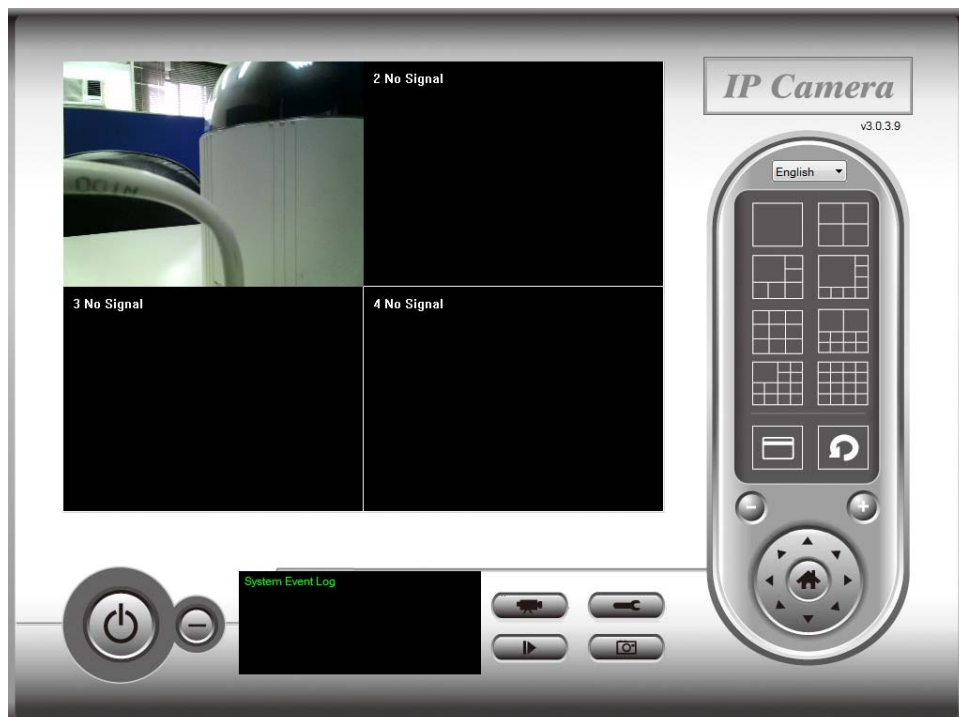 2 No Signal
IP Camera
v3.0.3.9
English
3 No Signal
4 No Signal
System Event Log